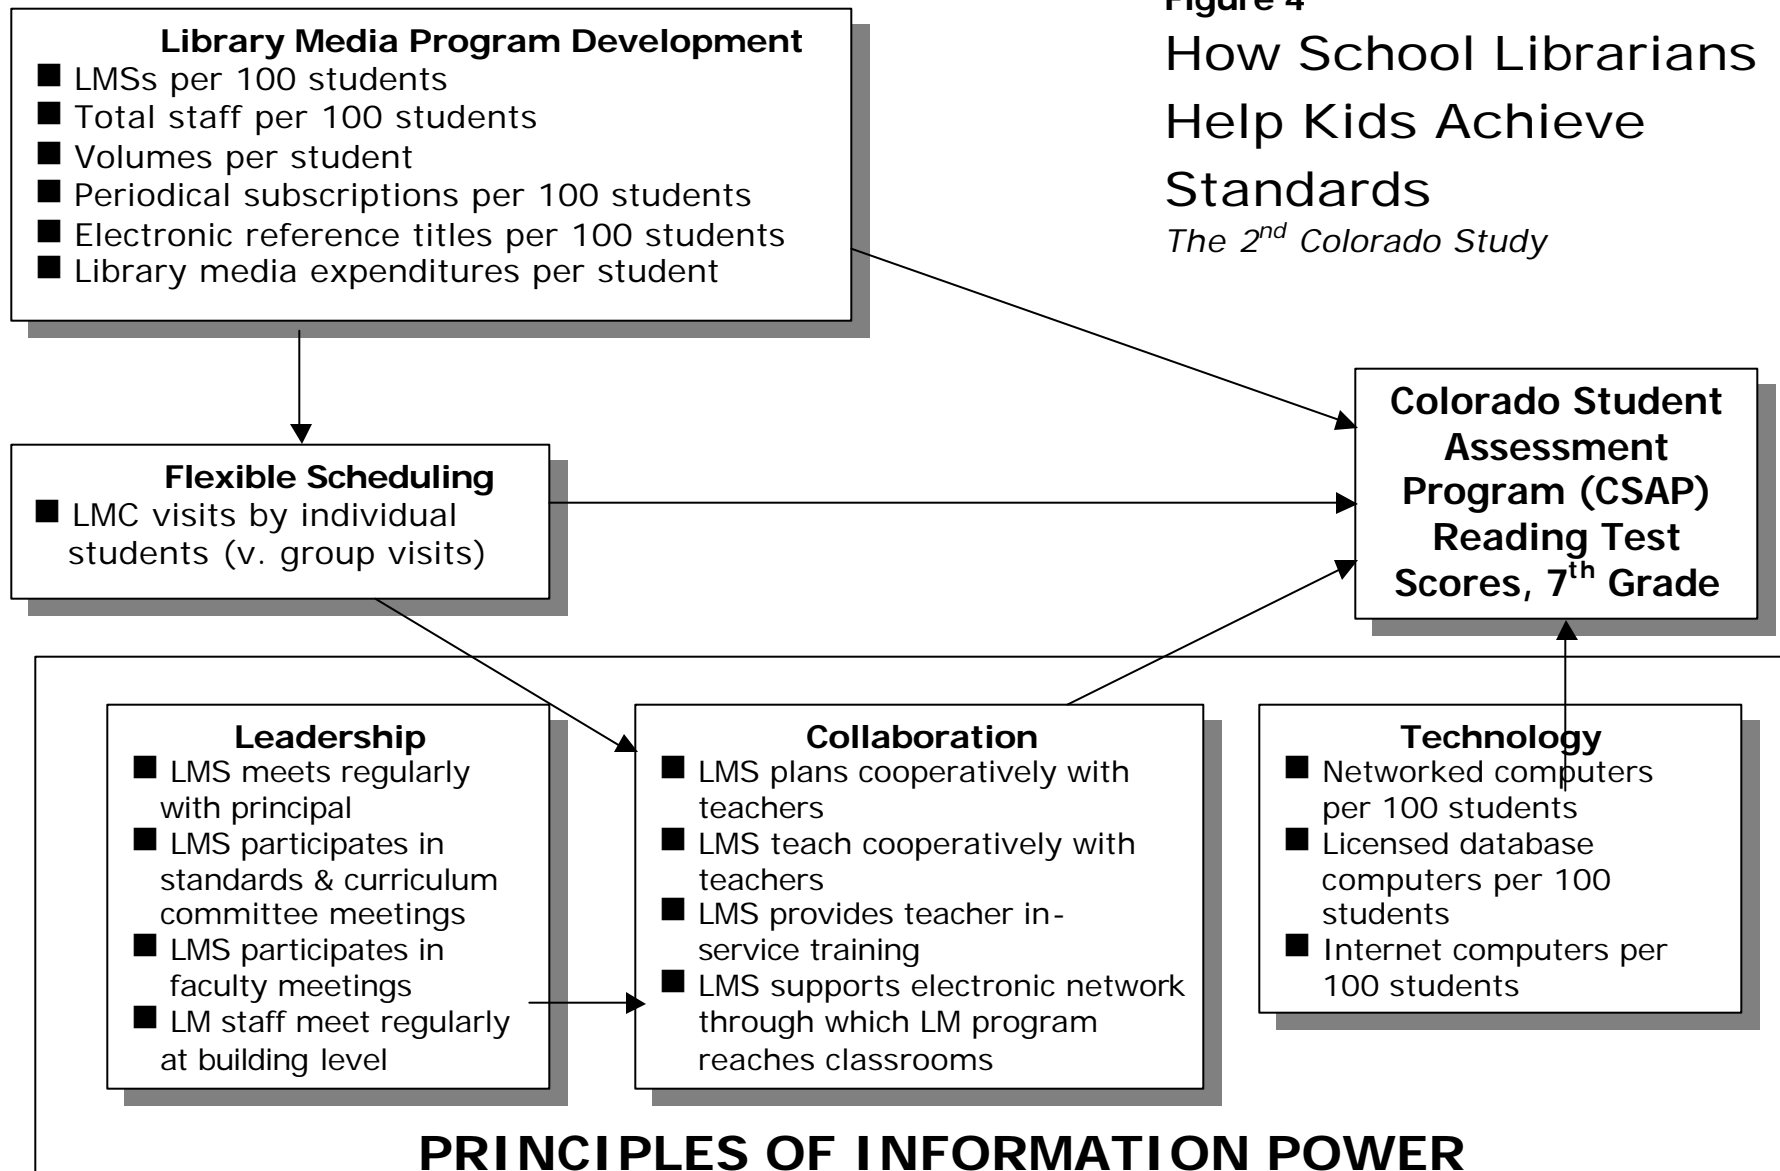 Figure 4
How School Librarians
Help Kids Achieve
Standards
The 2nd Colorado Study
Library Media Program Development
■ LMSs per 100 students
■ Total staff per 100 students
■ Volumes per student
■ Periodical subscriptions per 100 students
■ Electronic reference titles per 100 students
■ Library media expenditures per student
Flexible Scheduling
■ LMC visits by individual
students (v. group visits)
Colorado Student
Assessment
Program (CSAP)
Reading Test
Scores, 7th Grade
Leadership
■ LMS meets regularly
with principal
■ LMS participates in
standards & curriculum
committee meetings
■ LMS participates in
faculty meetings
■ LM staff meet regularly
at building level
Collaboration
■ LMS plans cooperatively with
teachers
■ LMS teach cooperatively with
teachers
■ LMS provides teacher in-
service training
■ LMS supports electronic network
through which LM program
reaches classrooms
Technology
■ Networked computers
per 100 students
■ Licensed database
computers per 100
students
■ Internet computers per
100 students
PRINCIPLES OF INFORMATION POWER